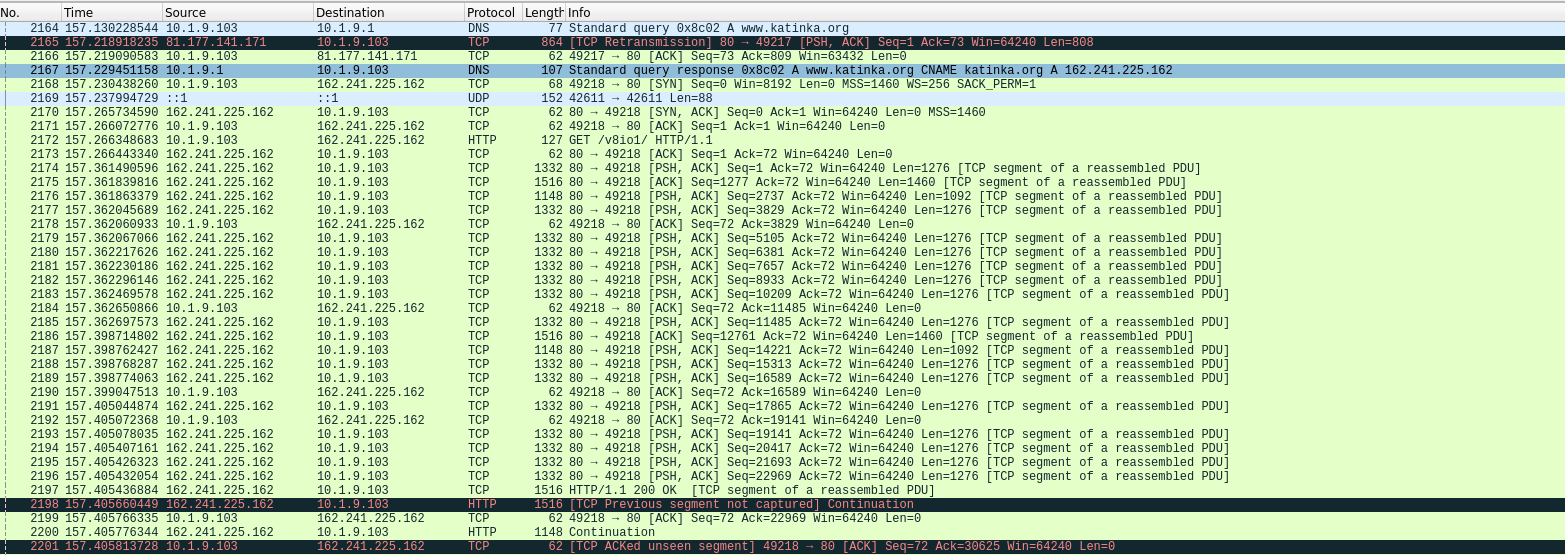 No. Time Source Destination Protocol Length Info
2164 157.130228544 10.1.9.103 10.1.9.1 DNS 77 Standard query 0x8c02 A www.katinka.org
2165 157.218918235 81.177.141.171 10.1.9.103 TCP 864 [TCP Retransmission] 80 → 49217 [PSH, ACK] Seq=1 Ack=73 Win=64240 Len=808
2166 157.219090583 10.1.9.103 81.177.141.171 TCP 62 49217 → 80 [ACK] Seq=73 Ack=809 Win=63432 Len=0
2167 157.229451158 10.1.9.1 10.1.9.103 DNS 107 Standard query response 0x8c02 A www.katinka.org CNAME katinka.org A 162.241.225.162
2168 157.230438260 10.1.9.103 162.241.225.162 TCP 68 49218 → 80 [SYN] Seq=0 Win=8192 Len=0 MSS=1460 WS=256 SACK_PERM=1
2169 157.237994729 ::1 ::1 UDP 152 42611 → 42611 Len=88
2170 157.265734590 162.241.225.162 10.1.9.103 TCP 62 80 → 49218 [SYN, ACK] Seq=0 Ack=1 Win=64240 Len=0 MSS=1460
2171 157.266072776 10.1.9.103 162.241.225.162 TCP 62 49218 → 80 [ACK] Seq=1 Ack=1 Win=64240 Len=0
2172 157.266348683 10.1.9.103 162.241.225.162 HTTP 127 GET /v8io1/ HTTP/1.1
2173 157.266443340 162.241.225.162 10.1.9.103 TCP 62 80 → 49218 [ACK] Seq=1 Ack=72 Win=64240 Len=0
2174 157.361490596 162.241.225.162 10.1.9.103 TCP 1332 80 → 49218 [PSH, ACK] Seq=1 Ack=72 Win=64240 Len=1276 [TCP segment of a reassembled PDU]
2175 157.361839816 162.241.225.162 10.1.9.103 TCP 1516 80 → 49218 [ACK] Seq=1277 Ack=72 Win=64240 Len=1460 [TCP segment of a reassembled PDU]
2176 157.361863379 162.241.225.162 10.1.9.103 TCP 1148 80 → 49218 [PSH, ACK] Seq=2737 Ack=72 Win=64240 Len=1092 [TCP segment of a reassembled PDU]
2177 157.362045689 162.241.225.162 10.1.9.103 TCP 1332 80 → 49218 [PSH, ACK] Seq=3829 Ack=72 Win=64240 Len=1276 [TCP segment of a reassembled PDU]
2178 157.362060933 10.1.9.103 162.241.225.162 TCP 62 49218 → 80 [ACK] Seq=72 Ack=3829 Win=64240 Len=0
2179 157.362067066 162.241.225.162 10.1.9.103 TCP 1332 80 → 49218 [PSH, ACK] Seq=5105 Ack=72 Win=64240 Len=1276 [TCP segment of a reassembled PDU]
2180 157.362217626 162.241.225.162 10.1.9.103 TCP 1332 80 → 49218 [PSH, ACK] Seq=6381 Ack=72 Win=64240 Len=1276 [TCP segment of a reassembled PDU]
2181 157.362230186 162.241.225.162 10.1.9.103 TCP 1332 80 → 49218 [PSH, ACK] Seq=7657 Ack=72 Win=64240 Len=1276 [TCP segment of a reassembled PDU]
2182 157.362296146 162.241.225.162 10.1.9.103 TCP 1332 80 → 49218 [PSH, ACK] Seq=8933 Ack=72 Win=64240 Len=1276 [TCP segment of a reassembled PDU]
2183 157.362469578 162.241.225.162 10.1.9.103 TCP 1332 80 → 49218 [PSH, ACK] Seq=10209 Ack=72 Win=64240 Len=1276 [TCP segment of a reassembled PDU]
2184 157.362650866 10.1.9.103 162.241.225.162 TCP 62 49218 → 80 [ACK] Seq=72 Ack=11485 Win=64240 Len=0
2185 157.362697573 162.241.225.162 10.1.9.103 TCP 1332 80 → 49218 [PSH, ACK] Seq=11485 Ack=72 Win=64240 Len=1276 [TCP segment of a reassembled PDU]
2186 157.398714802 162.241.225.162 10.1.9.103 TCP 1516 80 → 49218 [ACK] Seq=12761 Ack=72 Win=64240 Len=1460 [TCP segment of a reassembled PDU]
2187 157.398762427 162.241.225.162 10.1.9.103 TCP 1148 80 → 49218 [PSH, ACK] Seq=14221 Ack=72 Win=64240 Len=1092 [TCP segment of a reassembled PDU]
2188 157.398768287 162.241.225.162 10.1.9.103 TCP 1332 80 → 49218 [PSH, ACK] Seq=15313 Ack=72 Win=64240 Len=1276 [TCP segment of a reassembled PDU]
2189 157.398774063 162.241.225.162 10.1.9.103 TCP 1332 80 → 49218 [PSH, ACK] Seq=16589 Ack=72 Win=64240 Len=1276 [TCP segment of a reassembled PDU]
2190 157.399047513 10.1.9.103 162.241.225.162 TCP 62 49218 → 80 [ACK] Seq=72 Ack=16589 Win=64240 Len=0
2191 157.405044874 162.241.225.162 10.1.9.103 TCP 1332 80 → 49218 [PSH, ACK] Seq=17865 Ack=72 Win=64240 Len=1276 [TCP segment of a reassembled PDU]
2192 157.405072368 10.1.9.103 162.241.225.162 TCP 62 49218 → 80 [ACK] Seq=72 Ack=19141 Win=64240 Len=0
2193 157.405078035 162.241.225.162 10.1.9.103 TCP 1332 80 → 49218 [PSH, ACK] Seq=19141 Ack=72 Win=64240 Len=1276 [TCP segment of a reassembled PDU]
2194 157.405407161 162.241.225.162 10.1.9.103 TCP 1332 80 → 49218 [PSH, ACK] Seq=20417 Ack=72 Win=64240 Len=1276 [TCP segment of a reassembled PDU]
2195 157.405426323 162.241.225.162 10.1.9.103 TCP 1332 80 → 49218 [PSH, ACK] Seq=21693 Ack=72 Win=64240 Len=1276 [TCP segment of a reassembled PDU]
2196 157.405432054 162.241.225.162 10.1.9.103 TCP 1332 80 → 49218 [PSH, ACK] Seq=22969 Ack=72 Win=64240 Len=1276 [TCP segment of a reassembled PDU]
2197 157.405436884 162.241.225.162 10.1.9.103 TCP 1516 HTTP/1.1 200 OK [TCP segment of a reassembled PDU]
2198 157.405660449 162.241.225.162 10.1.9.103 HTTP 1516 [TCP Previous segment not captured] Continuation
2199 157.405766335 10.1.9.103 162.241.225.162 TCP 62 49218 → 80 [ACK] Seq=72 Ack=22969 Win=64240 Len=0
2200 157.405776344 162.241.225.162 10.1.9.103 HTTP 1148 Continuation
2201 157.405813728 10.1.9.103 162.241.225.162 TCP 62 [TCP ACKed unseen segment] 49218 → 80 [ACK] Seq=72 Ack=30625 Win=64240 Len=0